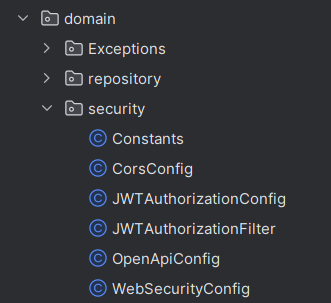 domain
Exceptions
repository
security
Constants
CorsConfig
JWTAuthorizationConfig
JWTAuthorizationFilter
OpenApiConfig
WebSecurityConfig